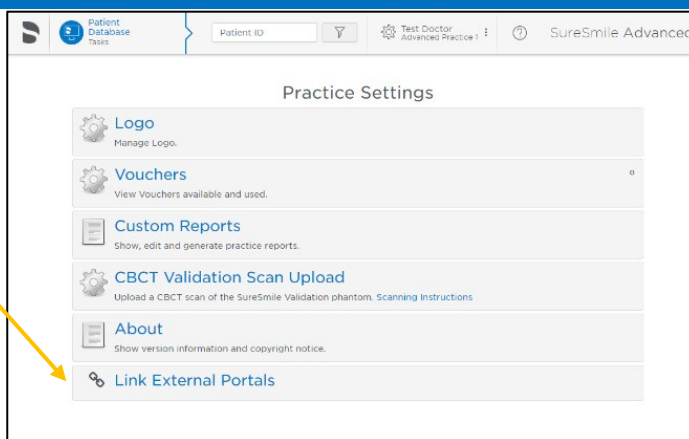 Patient
Database
Tasks
Patient ID
Test Doctor
Advanced Practice 1
SureSmile Advanced
Practice Settings
Logo
Manage Logo.
Vouchers
0
View Vouchers available and used.
Custom Reports
Show, edit and generate practice reports.
CBCT Validation Scan Upload
Upload a CBCT scan of the SureSmile Validation phantom. Scanning Instructions
About
Show version information and copyright notice.
Link External Portals